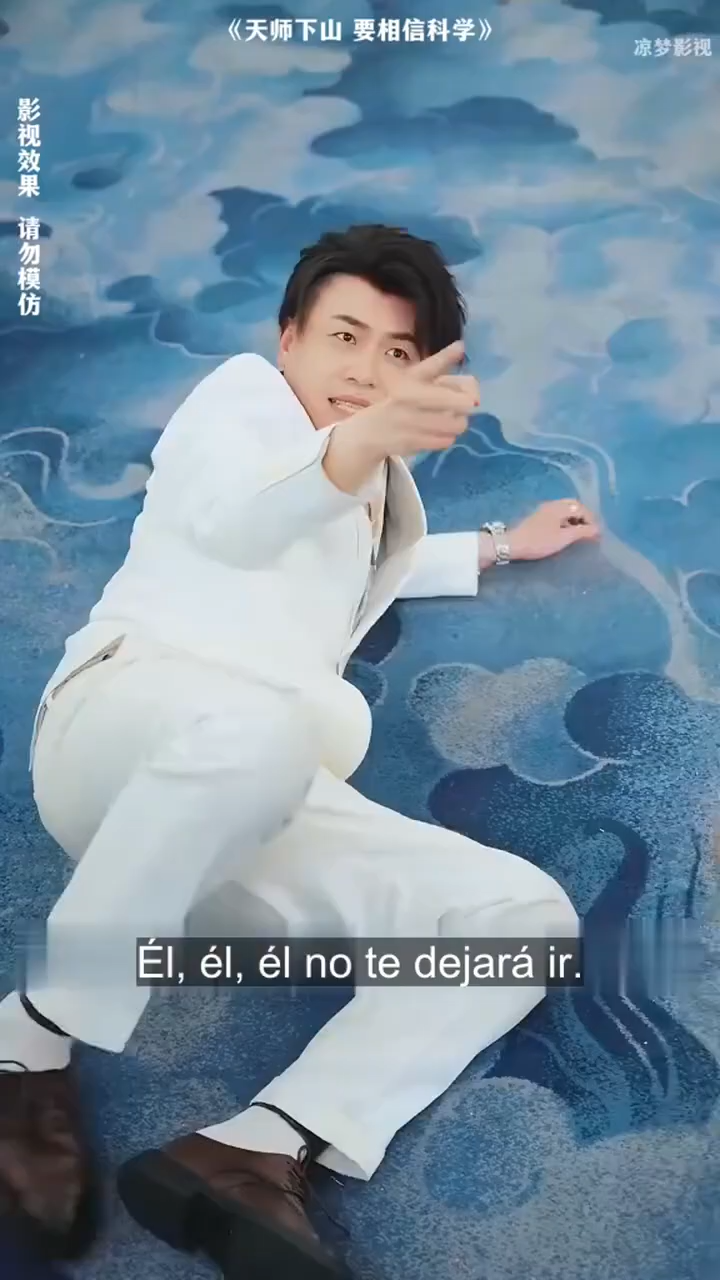 《天师下山 要相信科学》
凉梦影视
影视效果 请勿模仿
Él, él, él no te dejará ir.